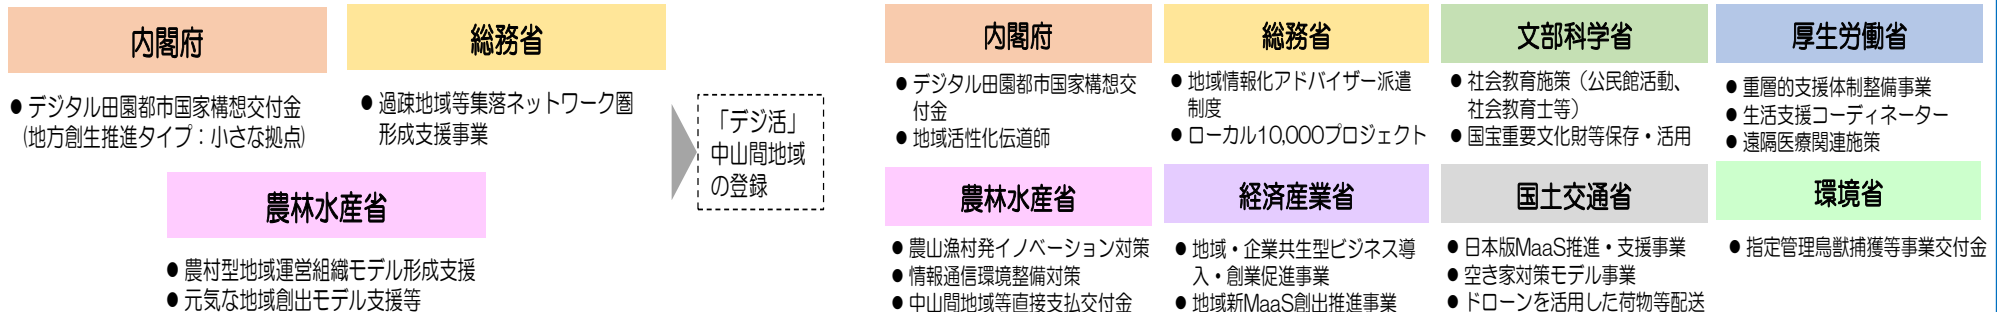 内閣府
総務省
● デジタル田園都市国家構想交付金
(地方創生推進タイプ：小さな拠点)
● 過疎地域等集落ネットワーク圏
形成支援事業
農林水産省
● 農村型地域運営組織モデル形成支援
● 元気な地域創出モデル支援等
「デジ活」
中山間地域
の登録
内閣府
● デジタル田園都市国家構想交
付金
● 地域活性化伝道師
総務省
● 地域情報化アドバイザー派遣
制度
● ローカル10,000プロジェクト
文部科学省
● 社会教育施策（公民館活動、
社会教育士等）
● 国宝重要文化財等保存・活用
厚生労働省
● 重層的支援体制整備事業
● 生活支援コーディネーター
● 遠隔医療関連施策
農林水産省
● 農山漁村発イノベーション対策
● 情報通信環境整備対策
● 中山間地域等直接支払交付金
経済産業省
● 地域・企業共生型ビジネス導
入・創業促進事業
● 地域新MaaS創出推進事業
国土交通省
● 日本版MaaS推進・支援事業
● 空き家対策モデル事業
● ドローンを活用した荷物等配送
環境省
● 指定管理鳥獣捕獲等事業交付金